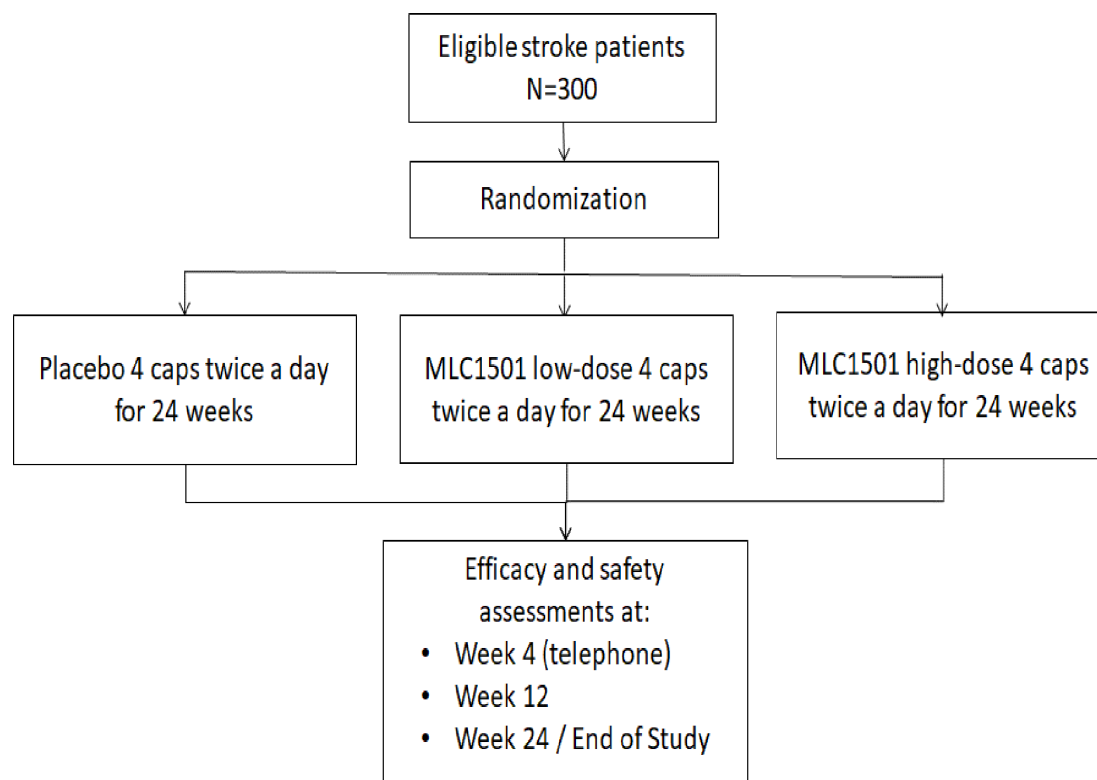 Eligible stroke patients
N=300
Randomization
Placebo 4 caps twice a day
for 24 weeks
MLC1501 low-dose 4 caps
twice a day for 24 weeks
MLC1501 high-dose 4 caps
twice a day for 24 weeks
Efficacy and safety
assessments at:
• Week 4 (telephone)
• Week 12
• Week 24 / End of Study